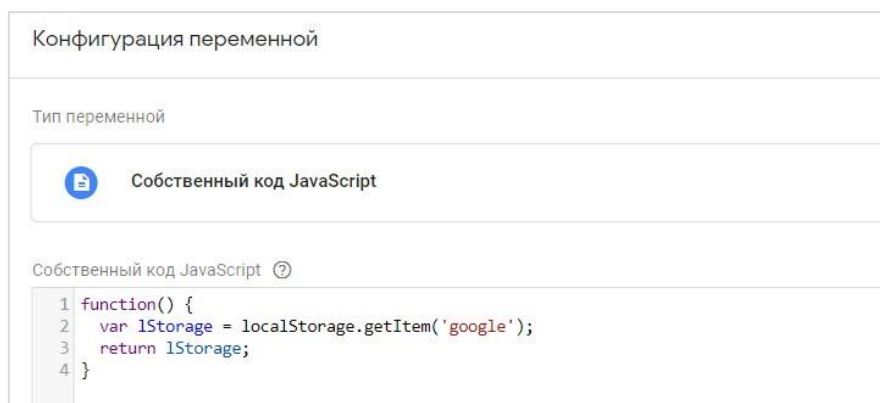 Конфигурация переменной
Тип переменной
Собственный код JavaScript
Собственный код JavaScript ?
1 function() {
2 var lStorage = localStorage.getItem('google');
3 return lStorage;
4 }